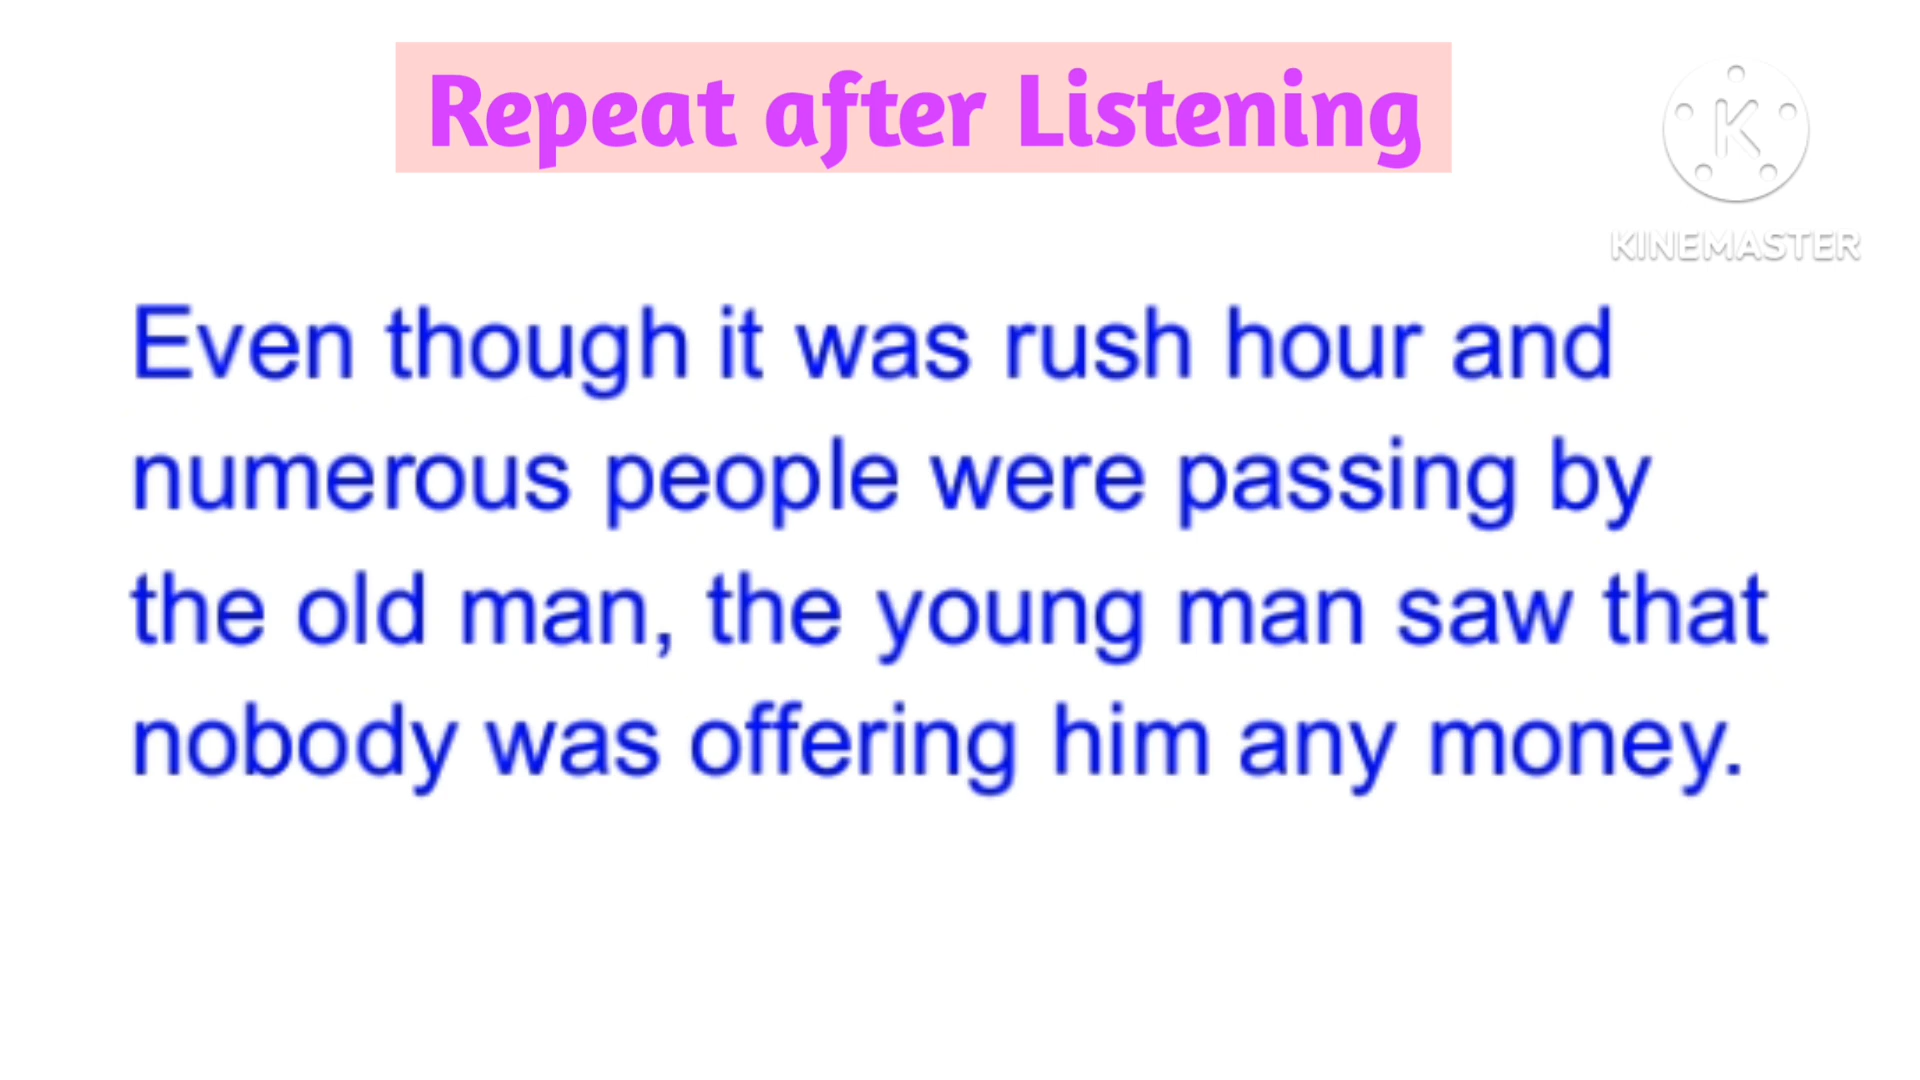 Repeat after Listening
K
KINEMASTER
Even though it was rush hour and
numerous people were passing by
the old man, the young man saw that
nobody was offering him any money.